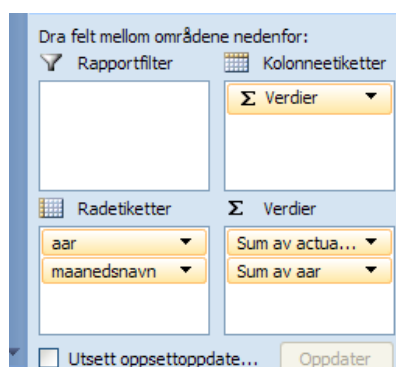 Dra felt mellom områdene nedenfor:
Rapportfilter
Kolonneetiketter
Σ Verdier
Radetiketter
Σ Verdier
aar
maanedsnavn
Sum av actua...
Sum av aar
Utsett oppsettoppdate...
Oppdater